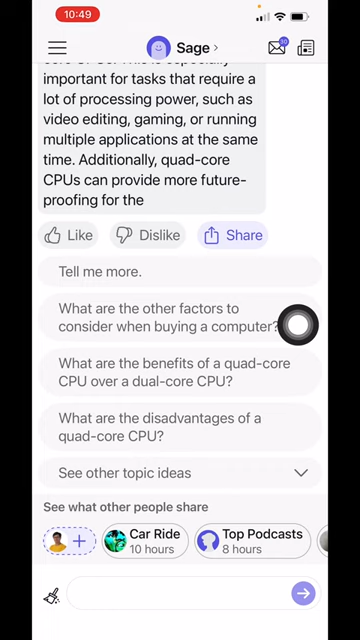 10:49
Sage
important for tasks that require a
lot of processing power, such as
video editing, gaming, or running
multiple applications at the same
time. Additionally, quad-core
CPUs can provide more future-
proofing for the
Like
Dislike
Share
Tell me more.
What are the other factors to
consider when buying a computer?
What are the benefits of a quad-core
CPU over a dual-core CPU?
What are the disadvantages of a
quad-core CPU?
See other topic ideas
See what other people share
Car Ride
10 hours
Top Podcasts
8 hours